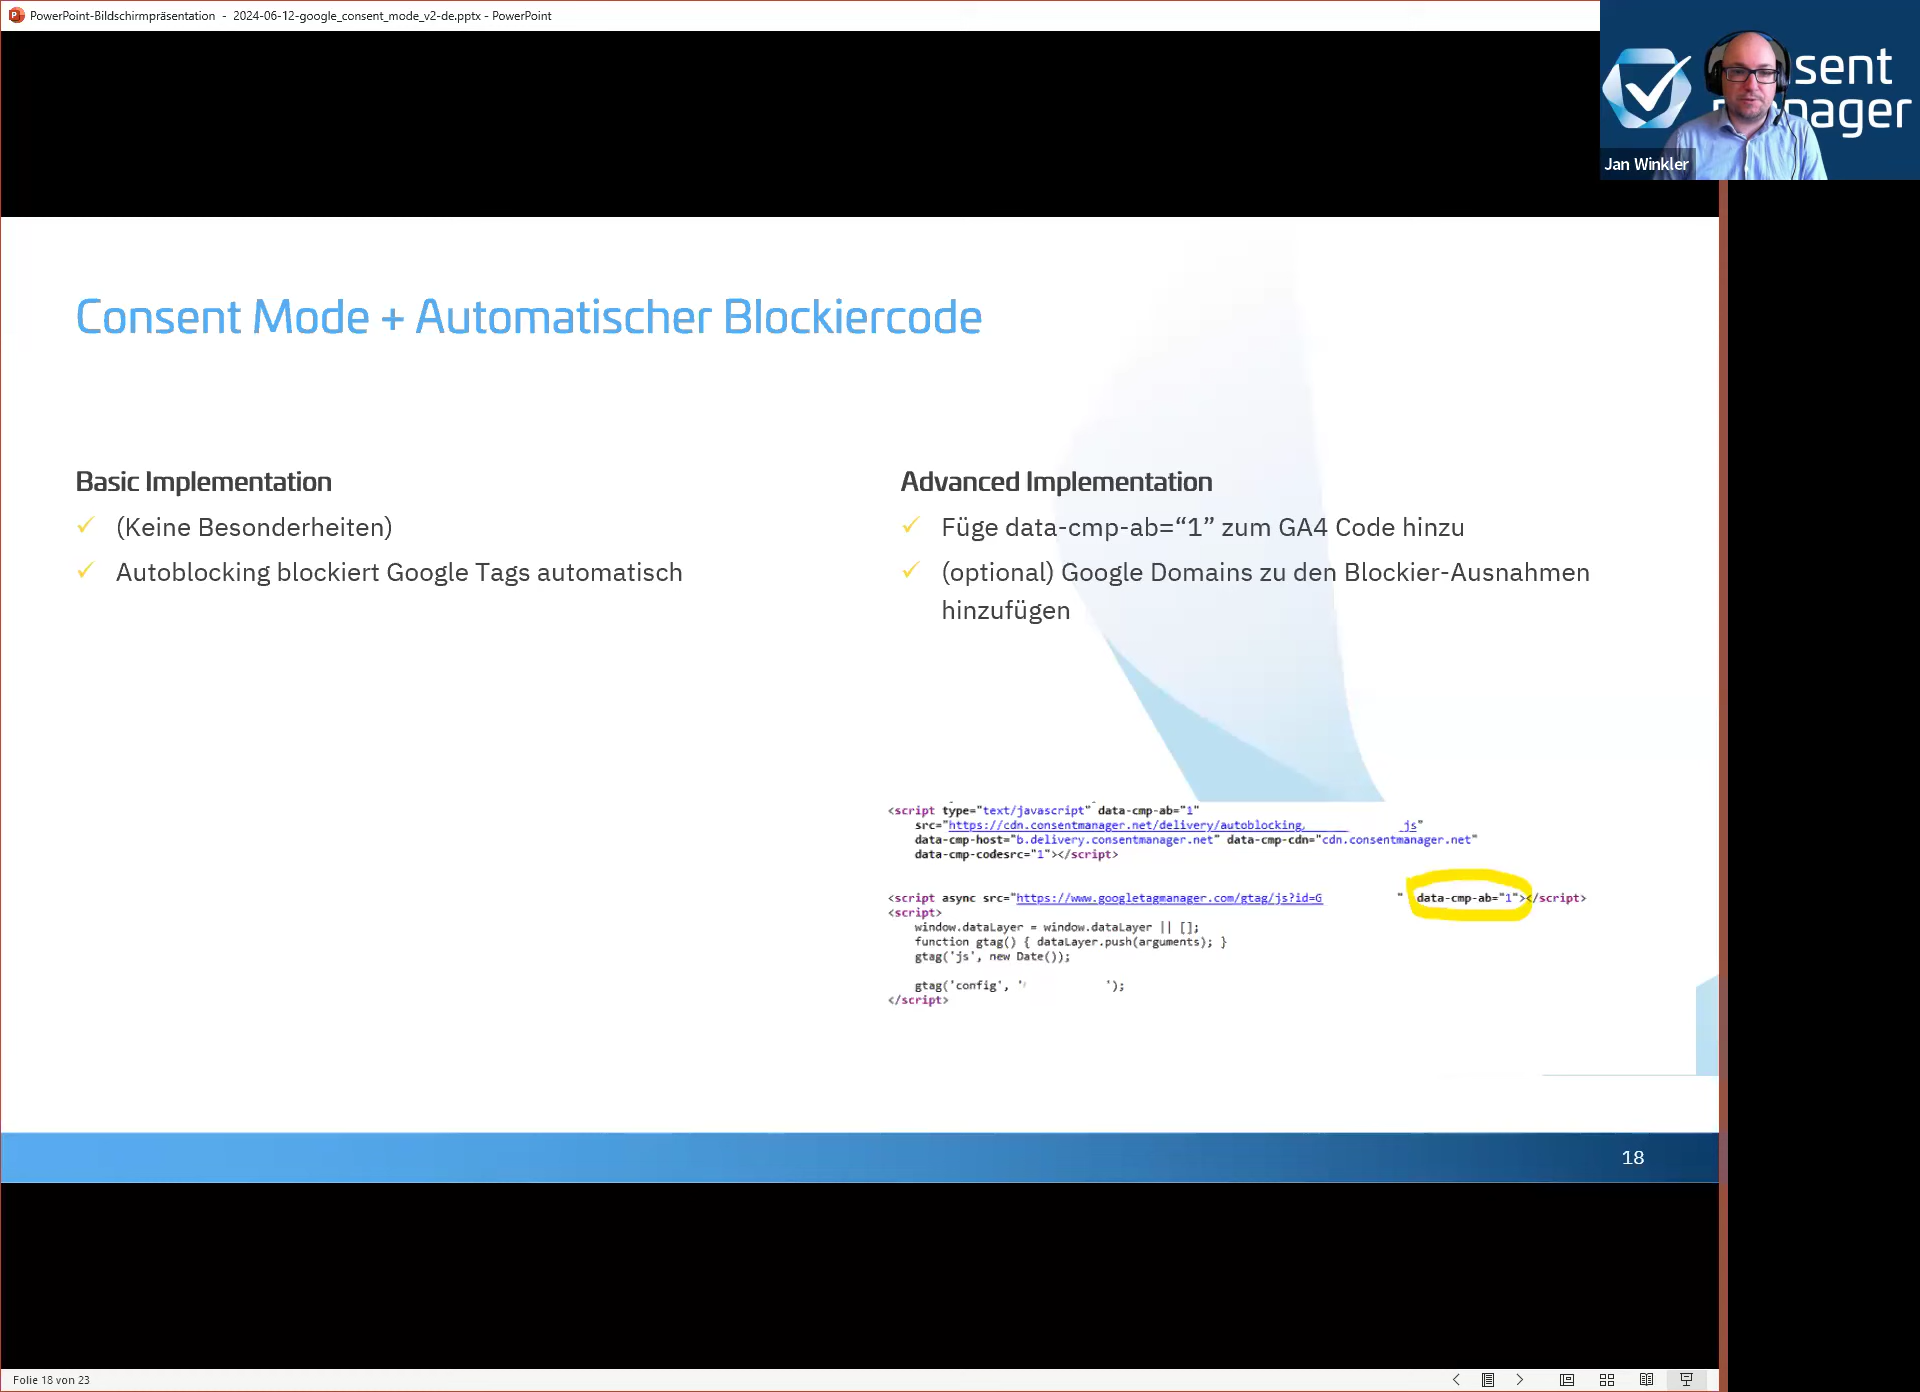 PowerPoint-Bildschirmpräsentation - 2024-06-12-google_consent_mode_v2-de.pptx - PowerPoint
sent
nager
Jan Winkler
Consent Mode + Automatischer Blockiercode
Basic Implementation
(Keine Besonderheiten)
Autoblocking blockiert Google Tags automatisch
Advanced Implementation
Füge data-cmp-ab=“1” zum GA4 Code hinzu
(optional) Google Domains zu den Blockier-Ausnahmen
hinzufügen
<script type="text/javascript" data-cmp-ab="1"
src="https://cdn.consentmanager.net/delivery/autoblocking/ js"
data-cmp-host="b.delivery.consentmanager.net" data-cmp-cdn="cdn.consentmanager.net"
data-cmp-codesrc="1"></script>
<script async src="https://www.googletagmanager.com/gtag/js?id=G " data-cmp-ab="1"></script>
<script>
window.dataLayer = window.dataLayer || [];
function gtag() { dataLayer.push(arguments); }
gtag('js', new Date());
gtag('config', ' ');
</script>
18
Folie 18 von 23